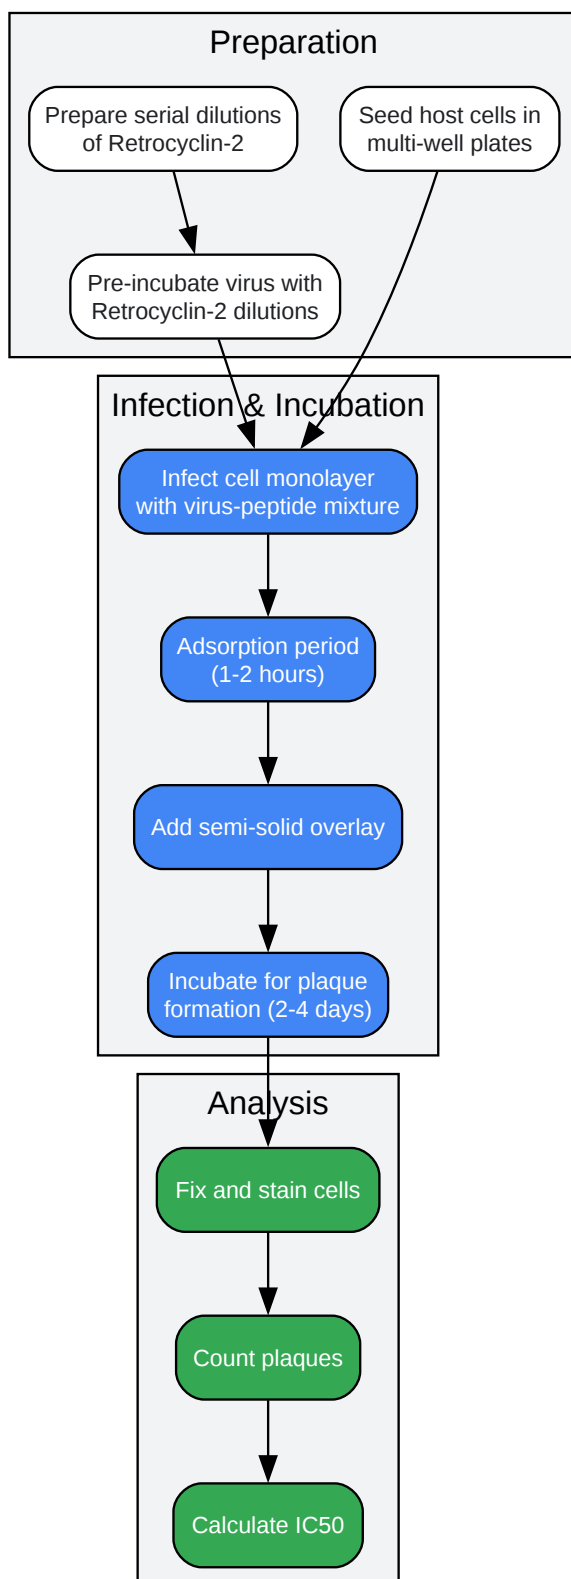 Preparation
Prepare serial dilutions
of Retrocyclin-2
Seed host cells in
multi-well plates
Pre-incubate virus with
Retrocyclin-2 dilutions
Infection & Incubation
Infect cell monolayer
with virus-peptide mixture
Adsorption period
(1-2 hours)
Add semi-solid overlay
Incubate for plaque
formation (2-4 days)
Analysis
Fix and stain cells
Count plaques
Calculate IC50